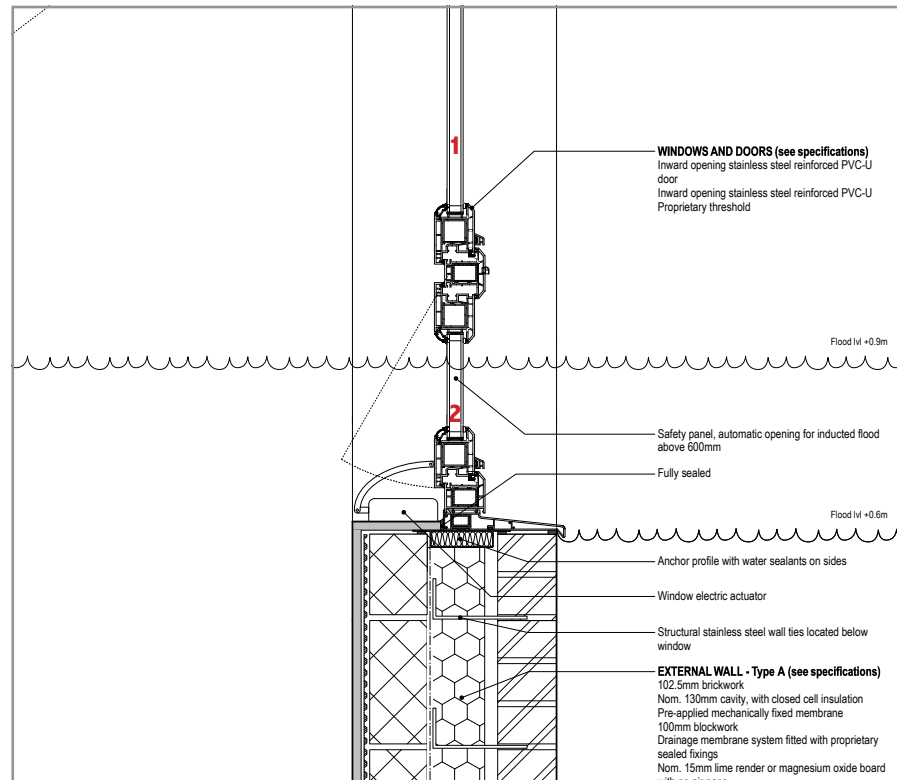 1
WINDOWS AND DOORS (see specifications)
Inward opening stainless steel reinforced PVC-U
door
Inward opening stainless steel reinforced PVC-U
Proprietary threshold
Flood lvl +0.9m
2
Safety panel, automatic opening for inducted flood
above 600mm
Fully sealed
Flood lvl +0.6m
Anchor profile with water sealants on sides
Window electric actuator
Structural stainless steel wall ties located below
window
EXTERNAL WALL - Type A (see specifications)
102.5mm brickwork
Nom. 130mm cavity, with closed cell insulation
Pre-applied mechanically fixed membrane
100mm blockwork
Drainage membrane system fitted with proprietary
sealed fixings
Nom. 15mm lime render or magnesium oxide board